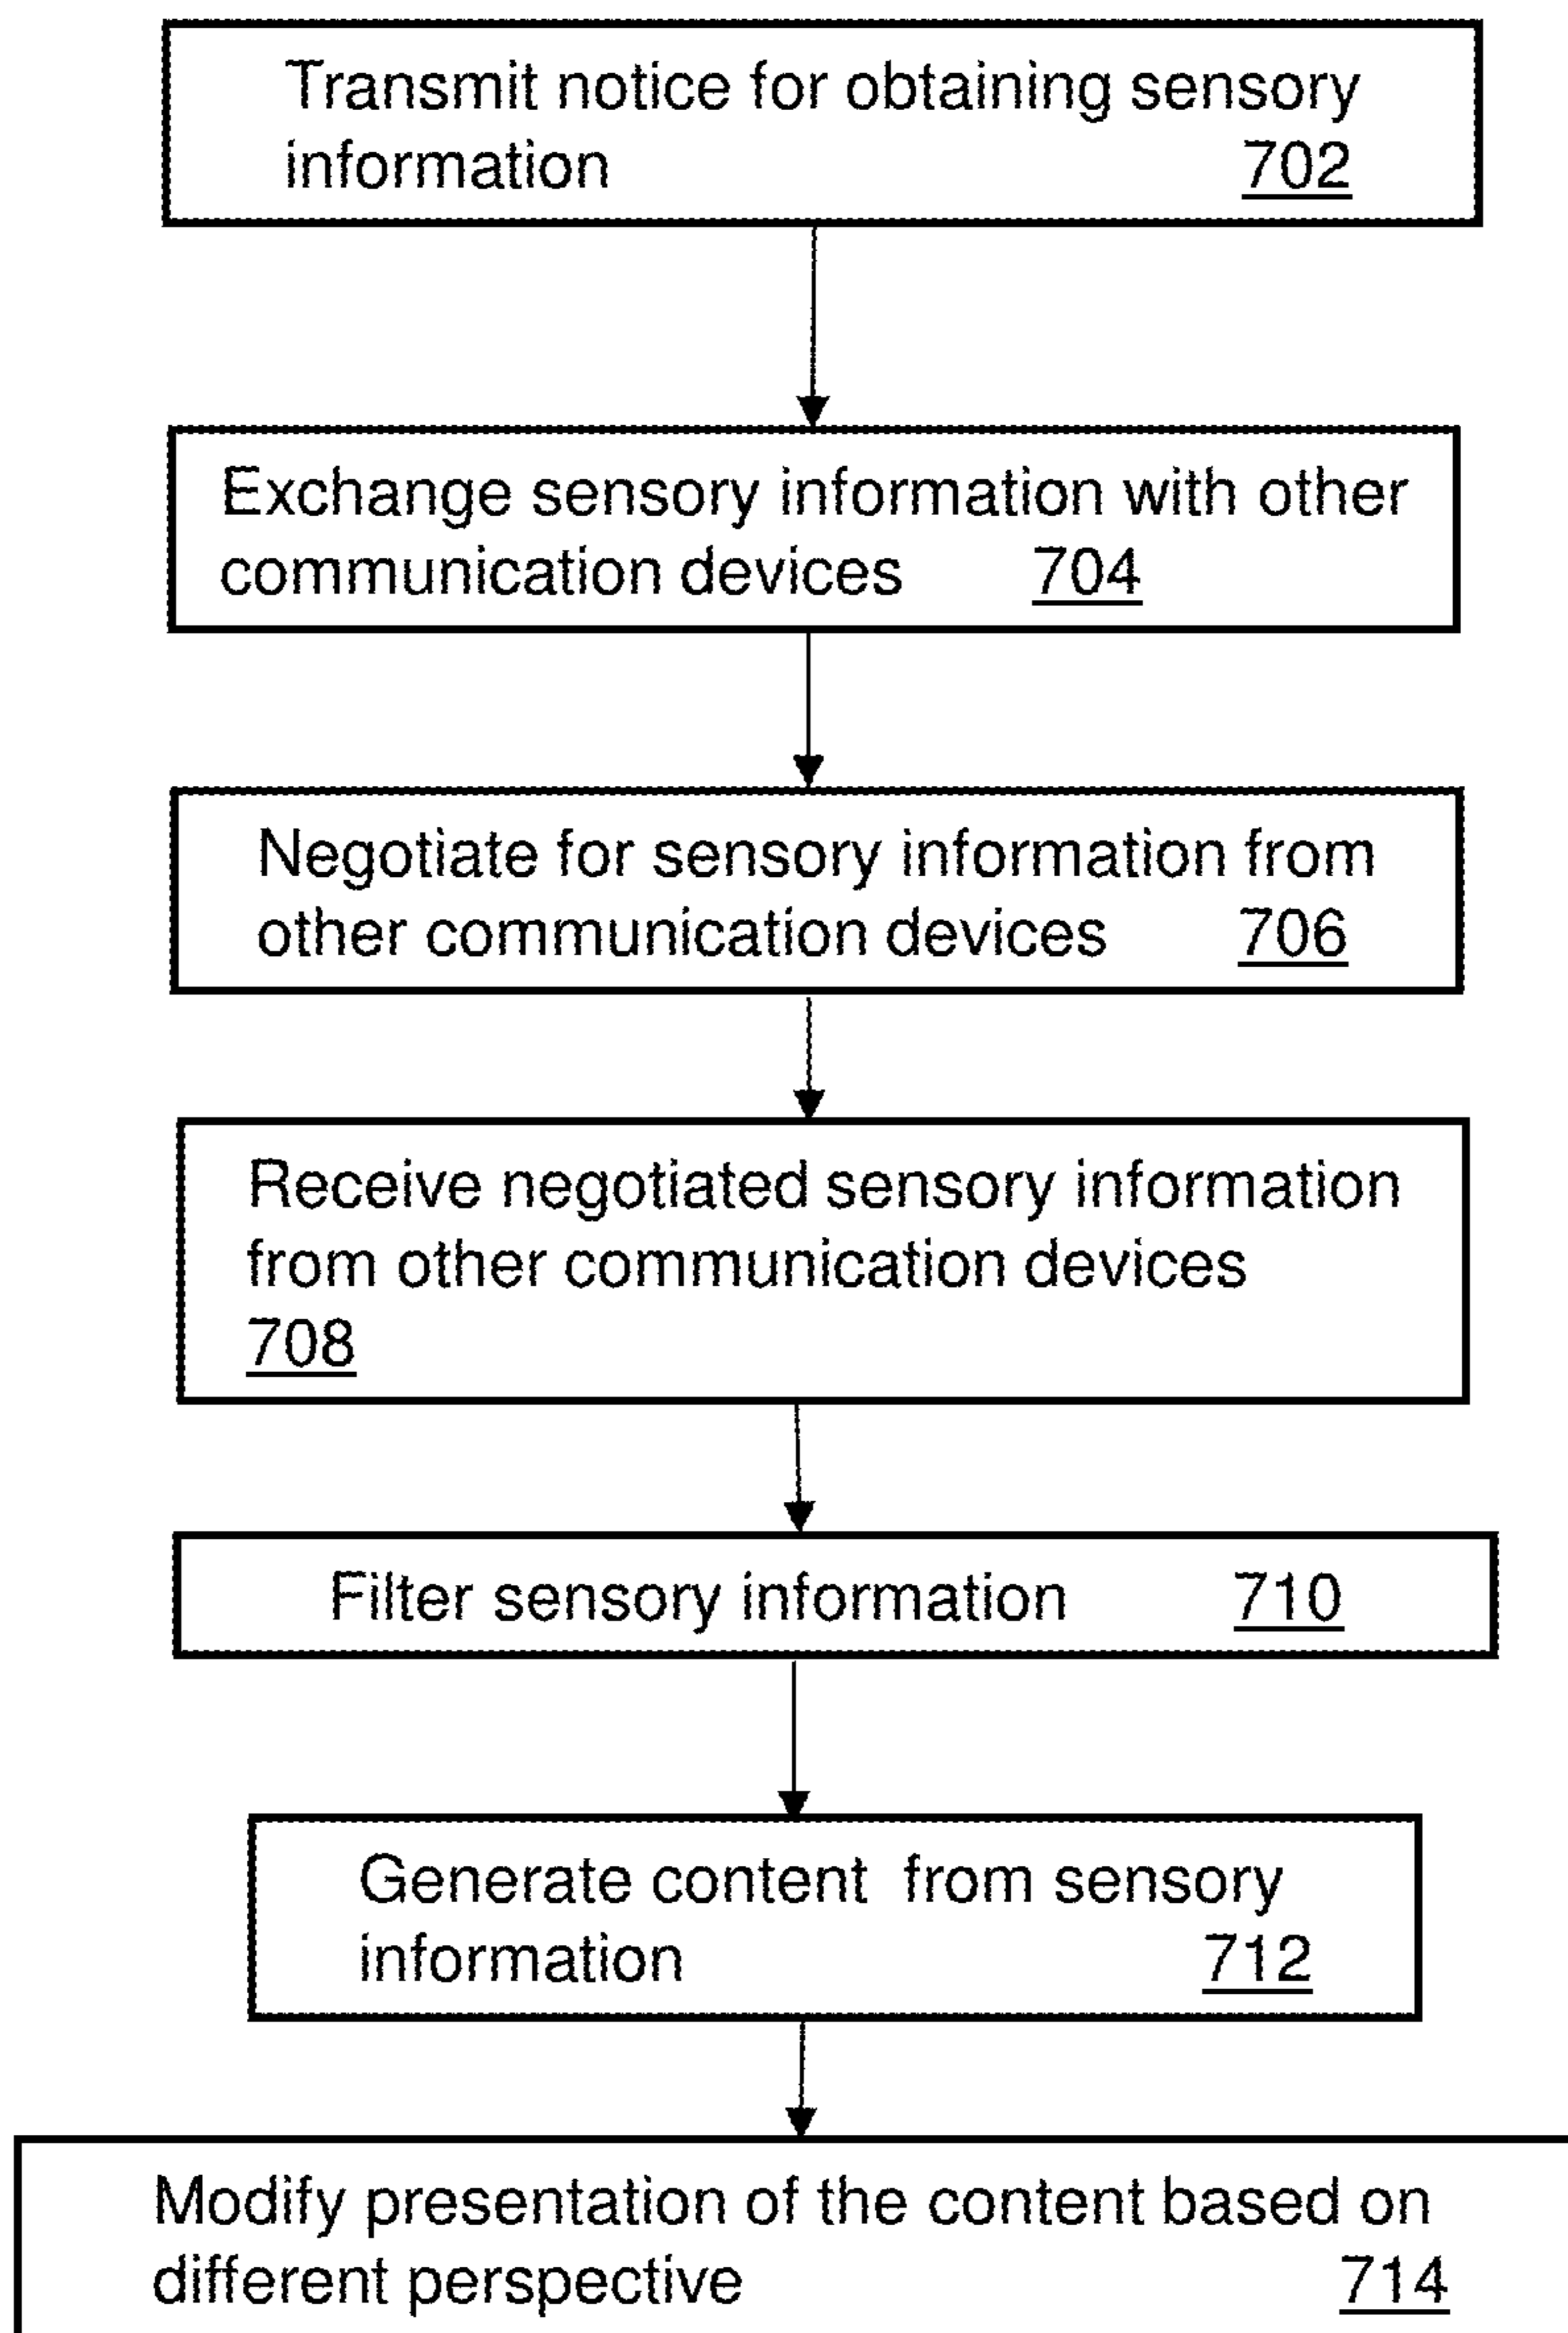 Transmit notice for obtaining sensory
information 702
Exchange sensory information with other
communication devices 704
Negotiate for sensory information from
other communication devices 706
Receive negotiated sensory information
from other communication devices
708
Filter sensory information 710
Generate content from sensory
information 712
Modify presentation of the content based on
different perspective 714